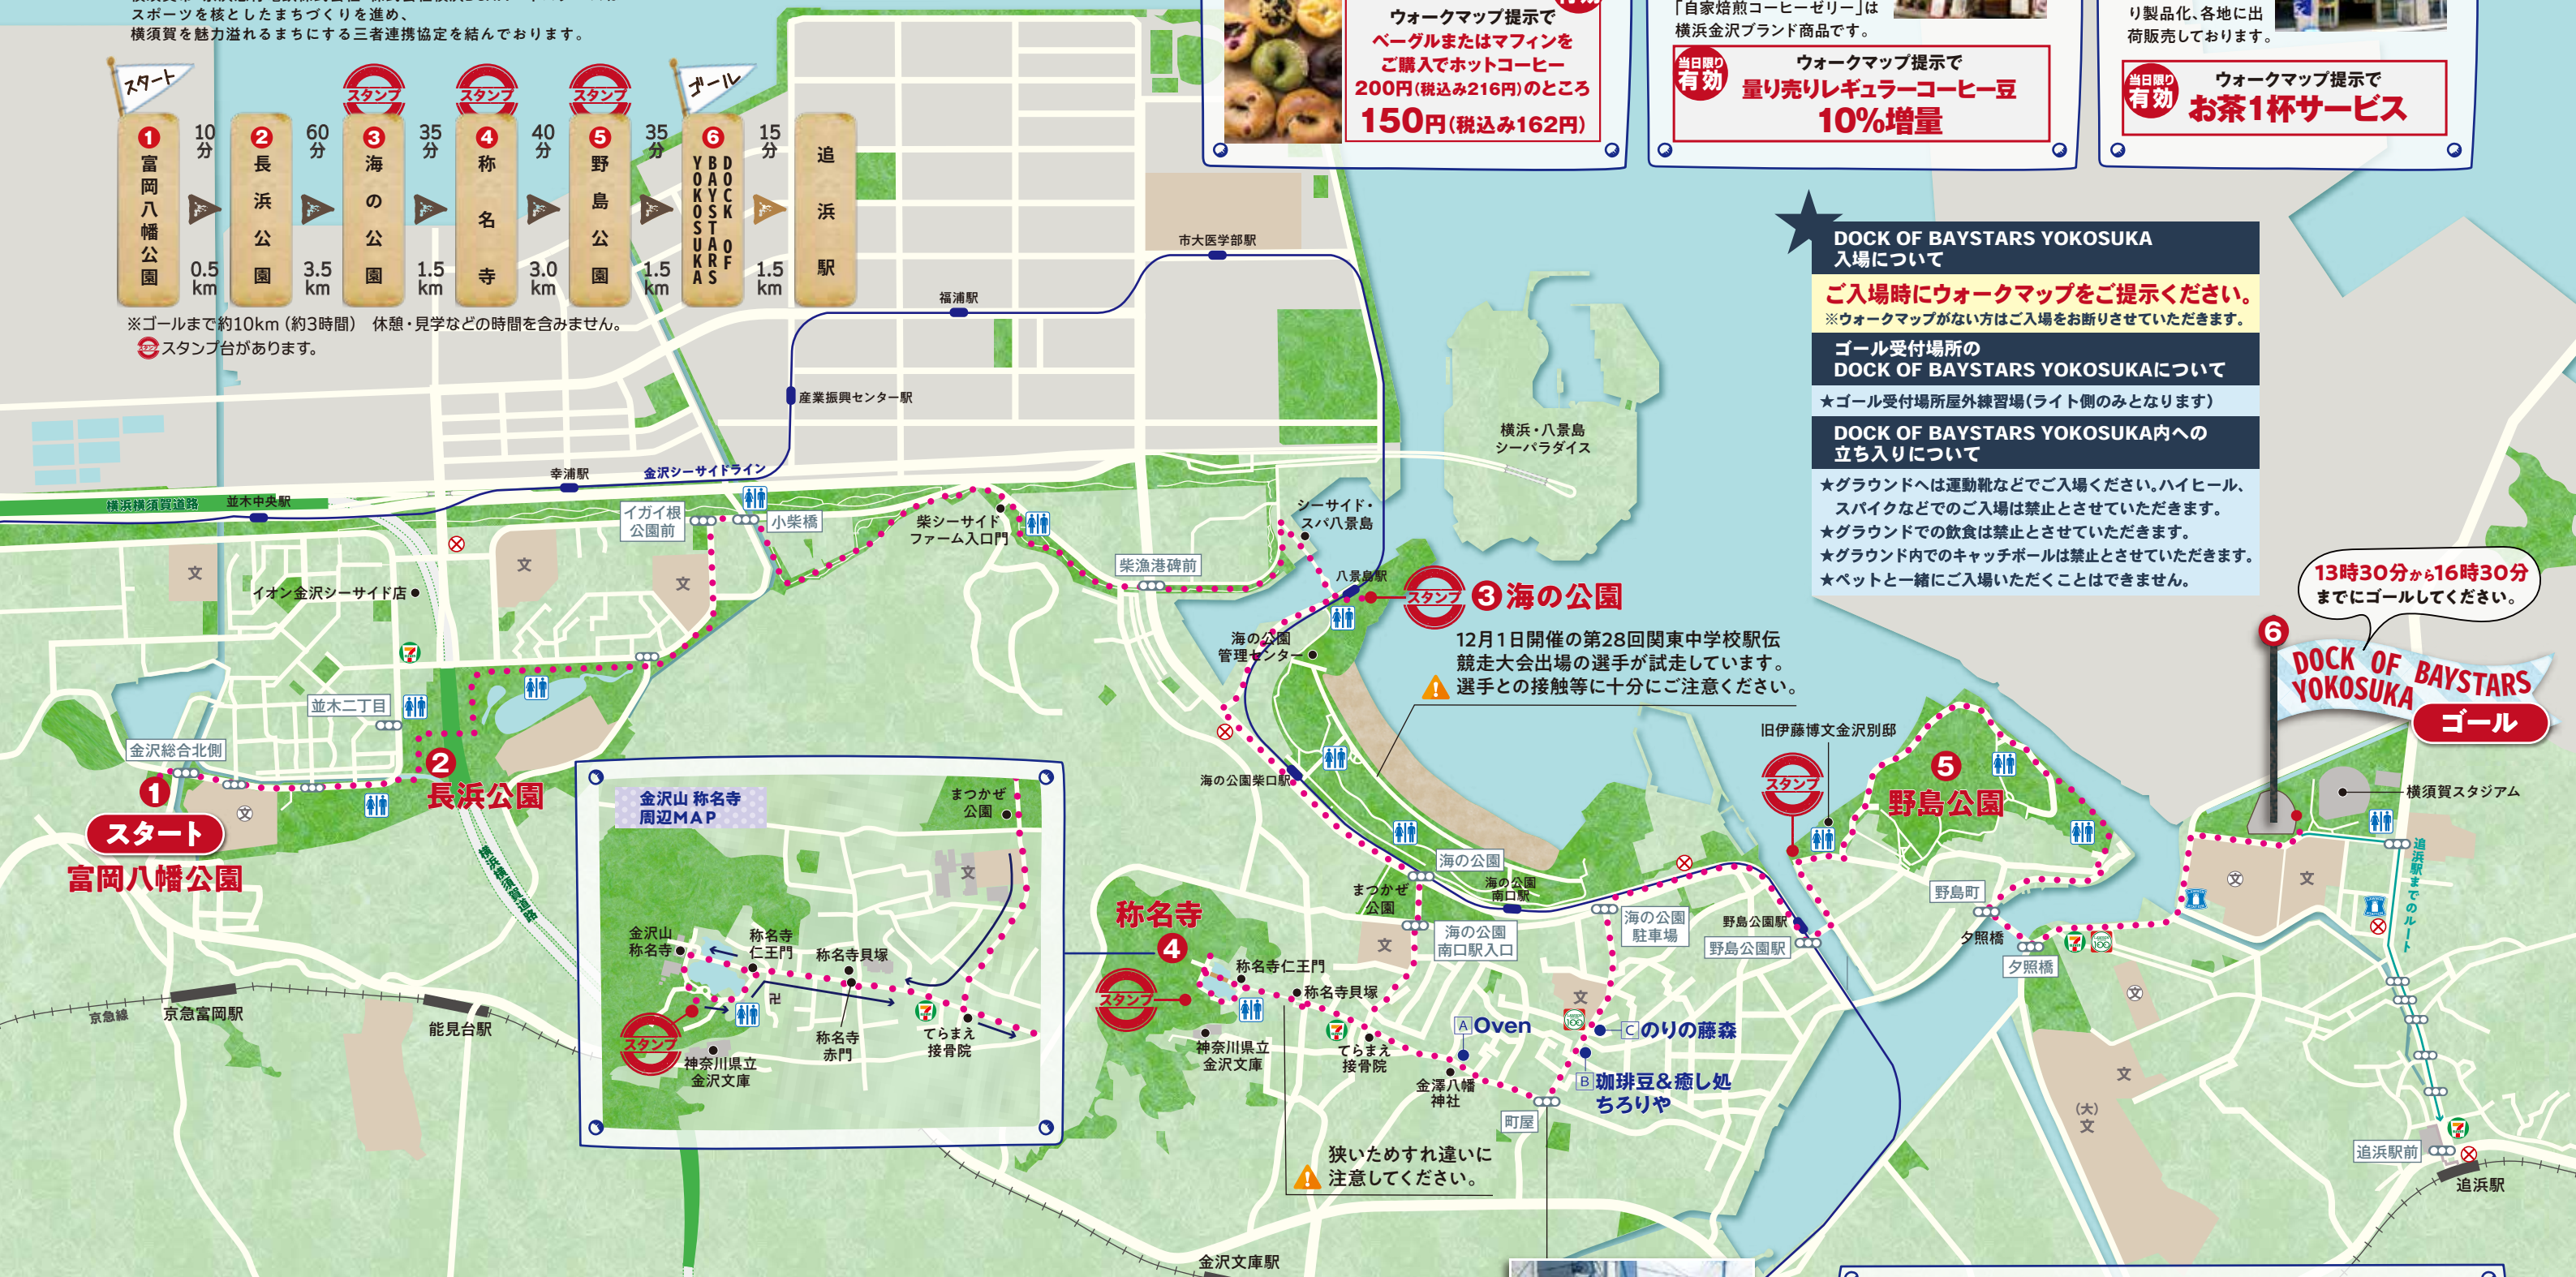 スポーツを核としたまちづくりを進め、
横須賀を魅力溢れるまちにする三者連携協定を結んでおります。
スタート
スタンプ
スタンプ
スタンプ
ゴール
1 富岡八幡公園
10分
0.5km
2 長浜公園
60分
3.5km
3 海の公園
35分
1.5km
4 称名寺
40分
3.0km
5 野島公園
35分
1.5km
6 DOCK OF BAYSTARS YOKOSUKA
15分
1.5km
追浜駅
※ゴールまで約10km（約3時間） 休憩・見学などの時間を含みません。
スタンプ スタンプ台があります。
有効
ウォークマップ提示で
ベーグルまたはマフィンを
ご購入でホットコーヒー
200円（税込み216円）のところ
150円（税込み162円）
「自家焙煎コーヒーゼリー」は
横浜金沢ブランド商品です。
当日限り
有効
ウォークマップ提示で
量り売りレギュラーコーヒー豆
10%増量
り製品化、各地に出
荷販売しております。
当日限り
有効
ウォークマップ提示で
お茶1杯サービス
DOCK OF BAYSTARS YOKOSUKA
入場について
ご入場時にウォークマップをご提示ください。
※ウォークマップがない方はご入場をお断りさせていただきます。
ゴール受付場所の
DOCK OF BAYSTARS YOKOSUKAについて
★ゴール受付場所屋外練習場（ライト側のみとなります）
DOCK OF BAYSTARS YOKOSUKA内への
立ち入りについて
★グラウンドへは運動靴などでご入場ください。ハイヒール、
スパイクなどでのご入場は禁止とさせていただきます。
★グラウンドでの飲食は禁止とさせていただきます。
★グラウンド内でのキャッチボールは禁止とさせていただきます。
★ペットと一緒にご入場いただくことはできません。
13時30分から16時30分
までにゴールしてください。
6
DOCK OF BAYSTARS
YOKOSUKA
ゴール
横須賀スタジアム
追浜駅までのルート
市大医学部駅
福浦駅
産業振興センター駅
幸浦駅
金沢シーサイドライン
横浜横須賀道路
並木中央駅
横浜・八景島
シーパラダイス
イガイ根
公園前
小柴橋
柴シーサイド
ファーム入口門
柴漁港碑前
シーサイド・
スパ八景島
八景島駅
スタンプ
3 海の公園
文
文
文
イオン金沢シーサイド店
海の公園
管理センター
12月1日開催の第28回関東中学校駅伝
競走大会出場の選手が試走しています。
選手との接触等に十分にご注意ください。
並木二丁目
金沢総合北側
1
スタート
富岡八幡公園
文
2
長浜公園
横浜横須賀道路
海の公園柴口駅
旧伊藤博文金沢別邸
スタンプ
5
野島公園
金沢山 称名寺
周辺MAP
まつかぜ
公園
文
金沢山
称名寺
称名寺
仁王門
称名寺貝塚
卍
称名寺
赤門
てらまえ
接骨院
スタンプ
神奈川県立
金沢文庫
称名寺
4
スタンプ
称名寺仁王門
称名寺貝塚
神奈川県立
金沢文庫
てらまえ
接骨院
まつかぜ
公園
文
海の公園
海の公園
南口駅
海の公園
南口駅入口
海の公園
駐車場
野島公園駅
野島公園駅
野島町
夕照橋
夕照橋
文
文
文
文
A Oven
文
C のりの藤森
B 珈琲豆&癒し処
ちろりや
金澤八幡
神社
町屋
狭いためすれ違いに
注意してください。
京急線
京急富岡駅
能見台駅
金沢文庫駅
文
（大）
文
追浜駅前
追浜駅